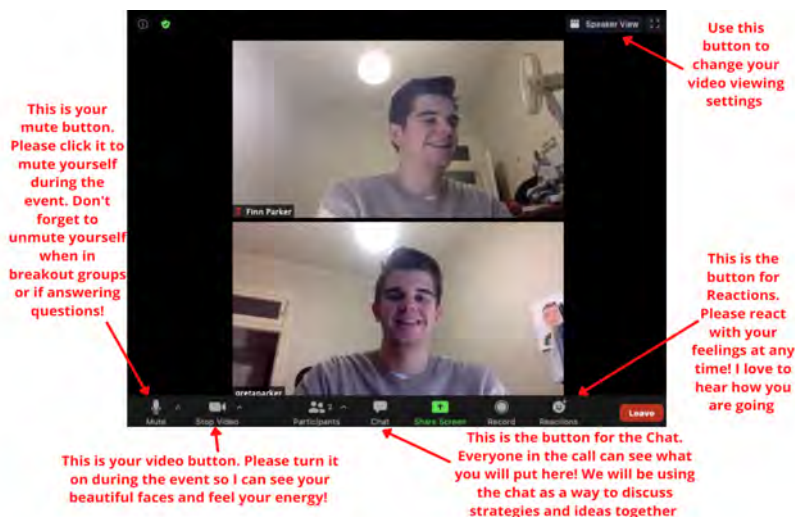 Speaker View
Use this
button to
change your
video viewing
settings
This is your
mute button.
Please click it to
mute yourself
during the
event. Don't
forget to
unmute yourself
when in
breakout groups
or if answering
questions!
Finn Parker
gretaparker
This is the
button for
Reactions.
Please react
with your
feelings at any
time! I love to
hear how you
are going
Mute
Stop Video
Participants
2
Chat
Share Screen
Record
Reactions
Leave
This is your video button. Please turn it
on during the event so I can see your
beautiful faces and feel your energy!
This is the button for the Chat.
Everyone in the call can see what
you will put here! We will be using
the chat as a way to discuss
strategies and ideas together